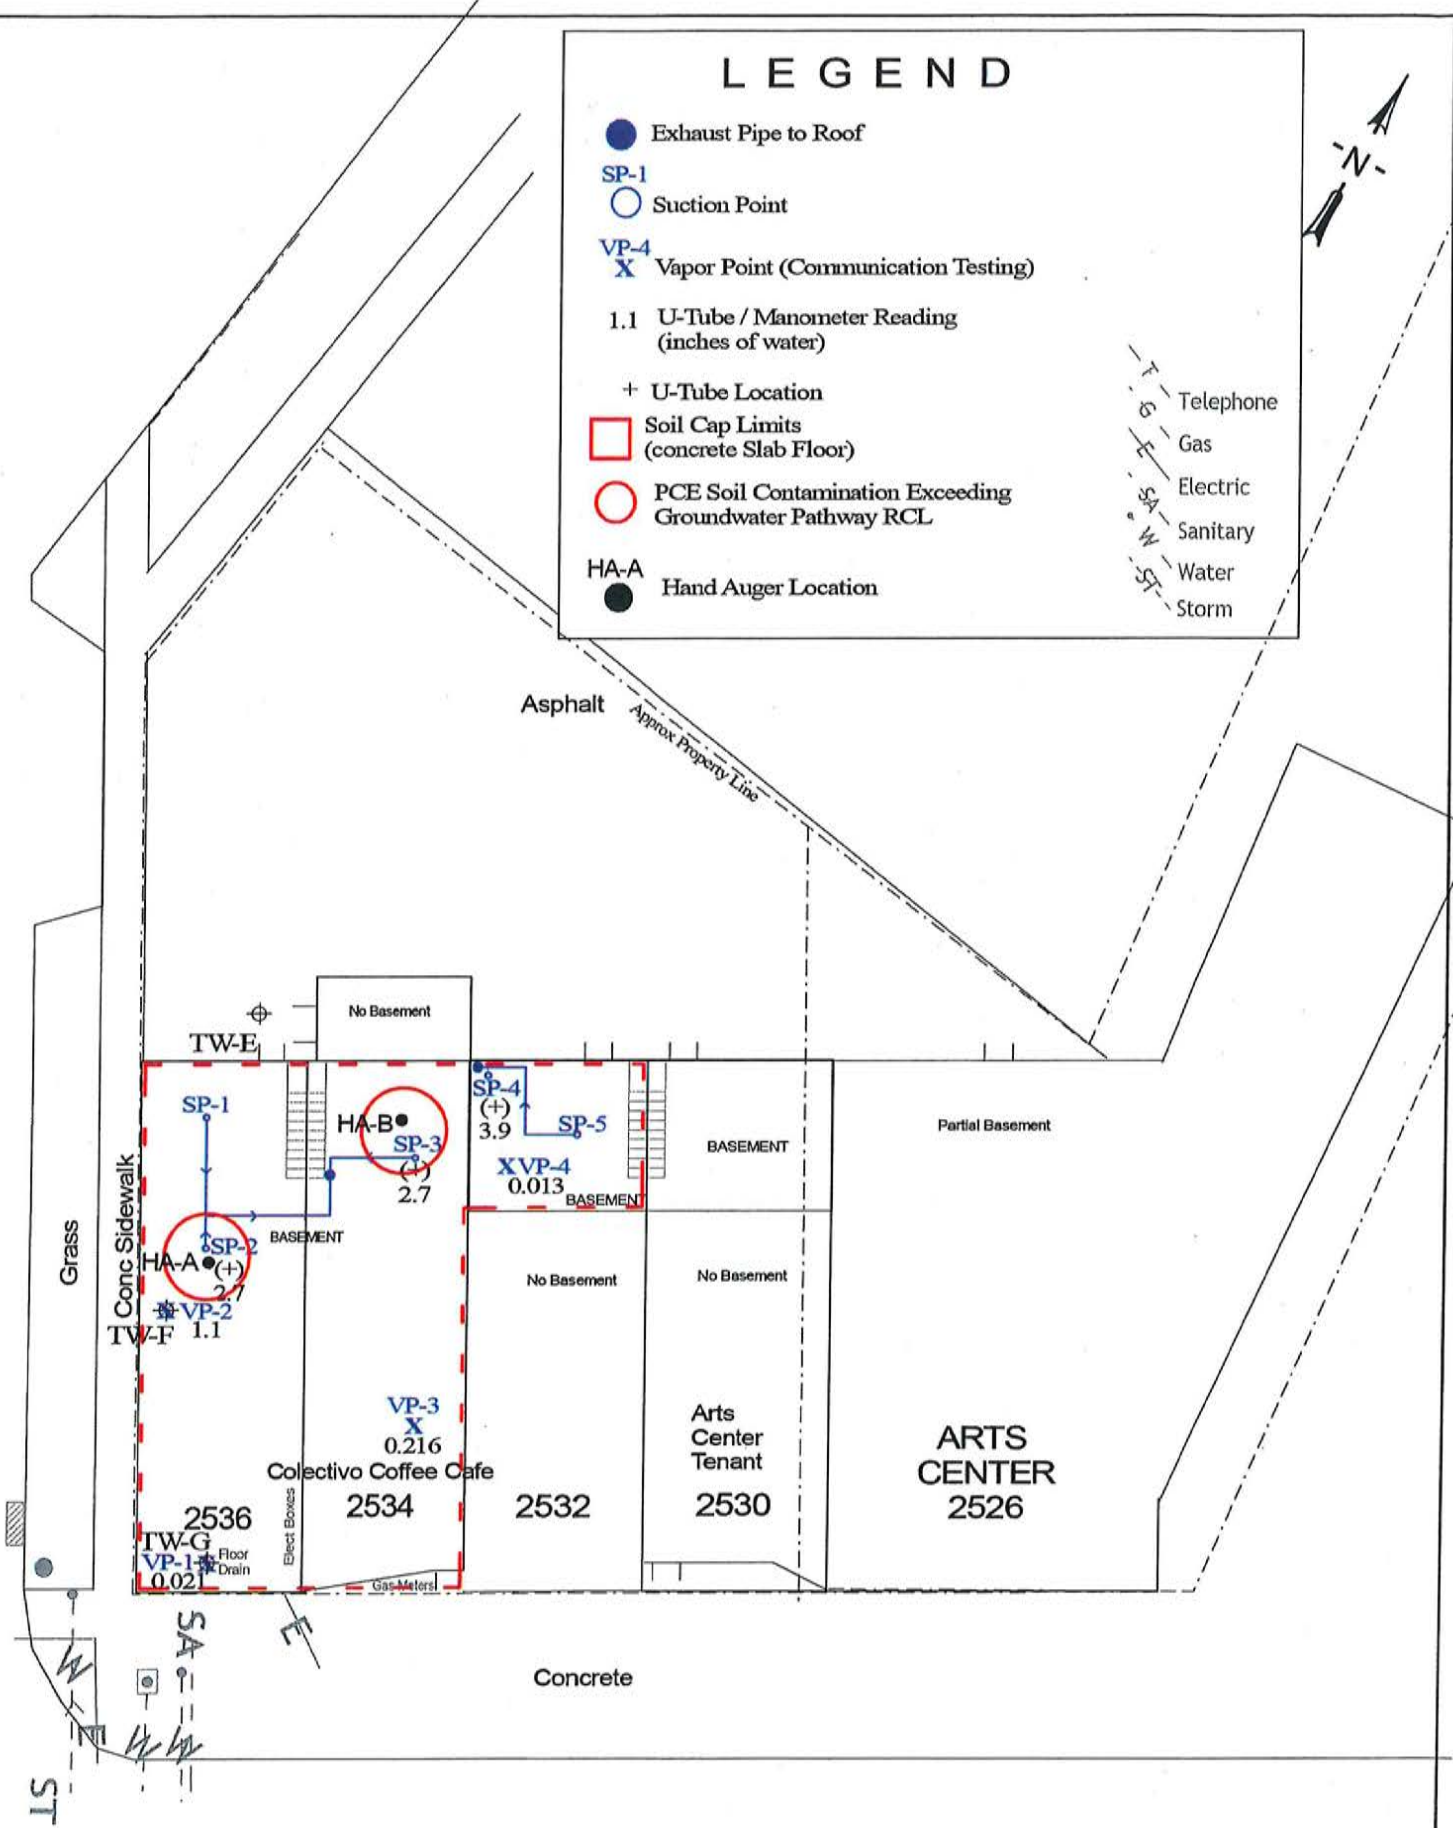 LEGEND
Exhaust Pipe to Roof
SP-1
Suction Point
VP-4
X Vapor Point (Communication Testing)
1.1 U-Tube / Manometer Reading
(inches of water)
+ U-Tube Location
Soil Cap Limits
(concrete Slab Floor)
PCE Soil Contamination Exceeding
Groundwater Pathway RCL
HA-A
Hand Auger Location
T Telephone
G Gas
E Electric
SA Sanitary
W Water
ST Storm
-N-
Asphalt
Approx Property Line
No Basement
TW-E
SP-1
HA-B
SP-3
(+)
2.7
SP-4
(+)
3.9
SP-5
X VP-4
0.013
BASEMENT
BASEMENT
Partial Basement
BASEMENT
SP-2
HA-A
(+)
2.7
X VP-2
TW-F
1.1
No Basement
No Basement
Grass
Conc Sidewalk
VP-3
X
0.216
Colectivo Coffee Cafe
Arts
Center
Tenant
ARTS
CENTER
2526
2536
2534
2532
2530
Elect Boxes
TW-G
VP-1 X
0.021
Floor
Drain
Gas Meters
SA
E
W
E
W
W
ST
Concrete